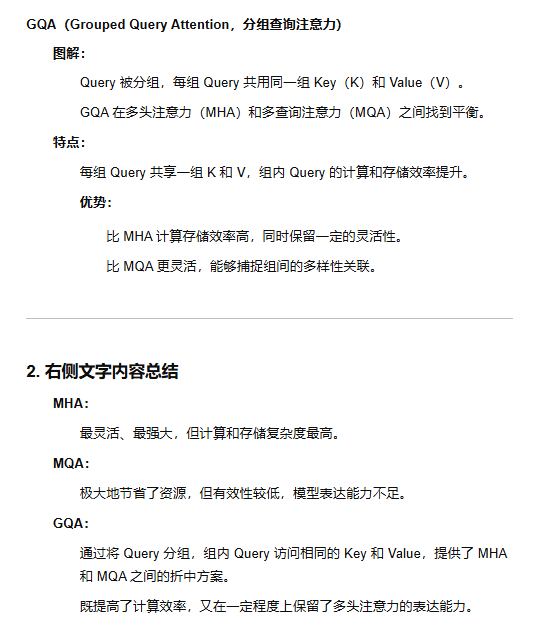 GQA（Grouped Query Attention，分组查询注意力）
图解：
Query 被分组，每组 Query 共用同一组 Key（K）和 Value（V）。
GQA 在多头注意力（MHA）和多查询注意力（MQA）之间找到平衡。
特点：
每组 Query 共享一组 K 和 V，组内 Query 的计算和存储效率提升。
优势：
比 MHA 计算存储效率高，同时保留一定的灵活性。
比 MQA 更灵活，能够捕捉组间的多样性关联。
2. 右侧文字内容总结
MHA：
最灵活、最强大，但计算和存储复杂度最高。
MQA：
极大地节省了资源，但有效性较低，模型表达能力不足。
GQA：
通过将 Query 分组，组内 Query 访问相同的 Key 和 Value，提供了 MHA
和 MQA 之间的折中方案。
既提高了计算效率，又在一定程度上保留了多头注意力的表达能力。